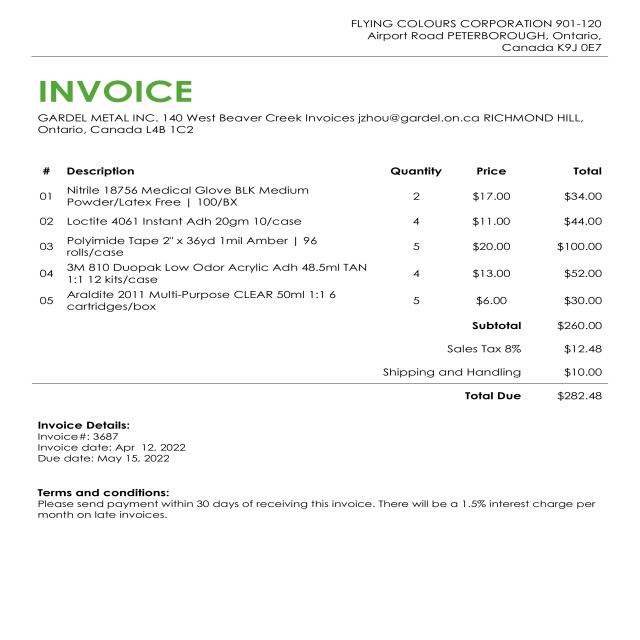 FLYING COLOURS CORPORATION 901-120
Airport Road PETERBOROUGH, Ontario,
Canada K9J 0E7
INVOICE
GARDEL METAL INC. 140 West Beaver Creek Invoices jzhou@gardel.on.ca RICHMOND HILL,
Ontario, Canada L4B 1C2
# Description Quantity Price Total
01 Nitrile 18756 Medical Glove BLK Medium
Powder/Latex Free | 100/BX 2 $17.00 $34.00
02 Loctite 4061 Instant Adh 20gm 10/case 4 $11.00 $44.00
03 Polyimide Tape 2" x 36yd 1mil Amber | 96
rolls/case 5 $20.00 $100.00
04 3M 810 Duopak Low Odor Acrylic Adh 48.5ml TAN
1:1 12 kits/case 4 $13.00 $52.00
05 Araldite 2011 Multi-Purpose CLEAR 50ml 1:1 6
cartridges/box 5 $6.00 $30.00
Subtotal $260.00
Sales Tax 8% $12.48
Shipping and Handling $10.00
Total Due $282.48
Invoice Details:
Invoice#: 3687
Invoice date: Apr 12, 2022
Due date: May 15, 2022
Terms and conditions:
Please send payment within 30 days of receiving this invoice. There will be a 1.5% interest charge per
month on late invoices.